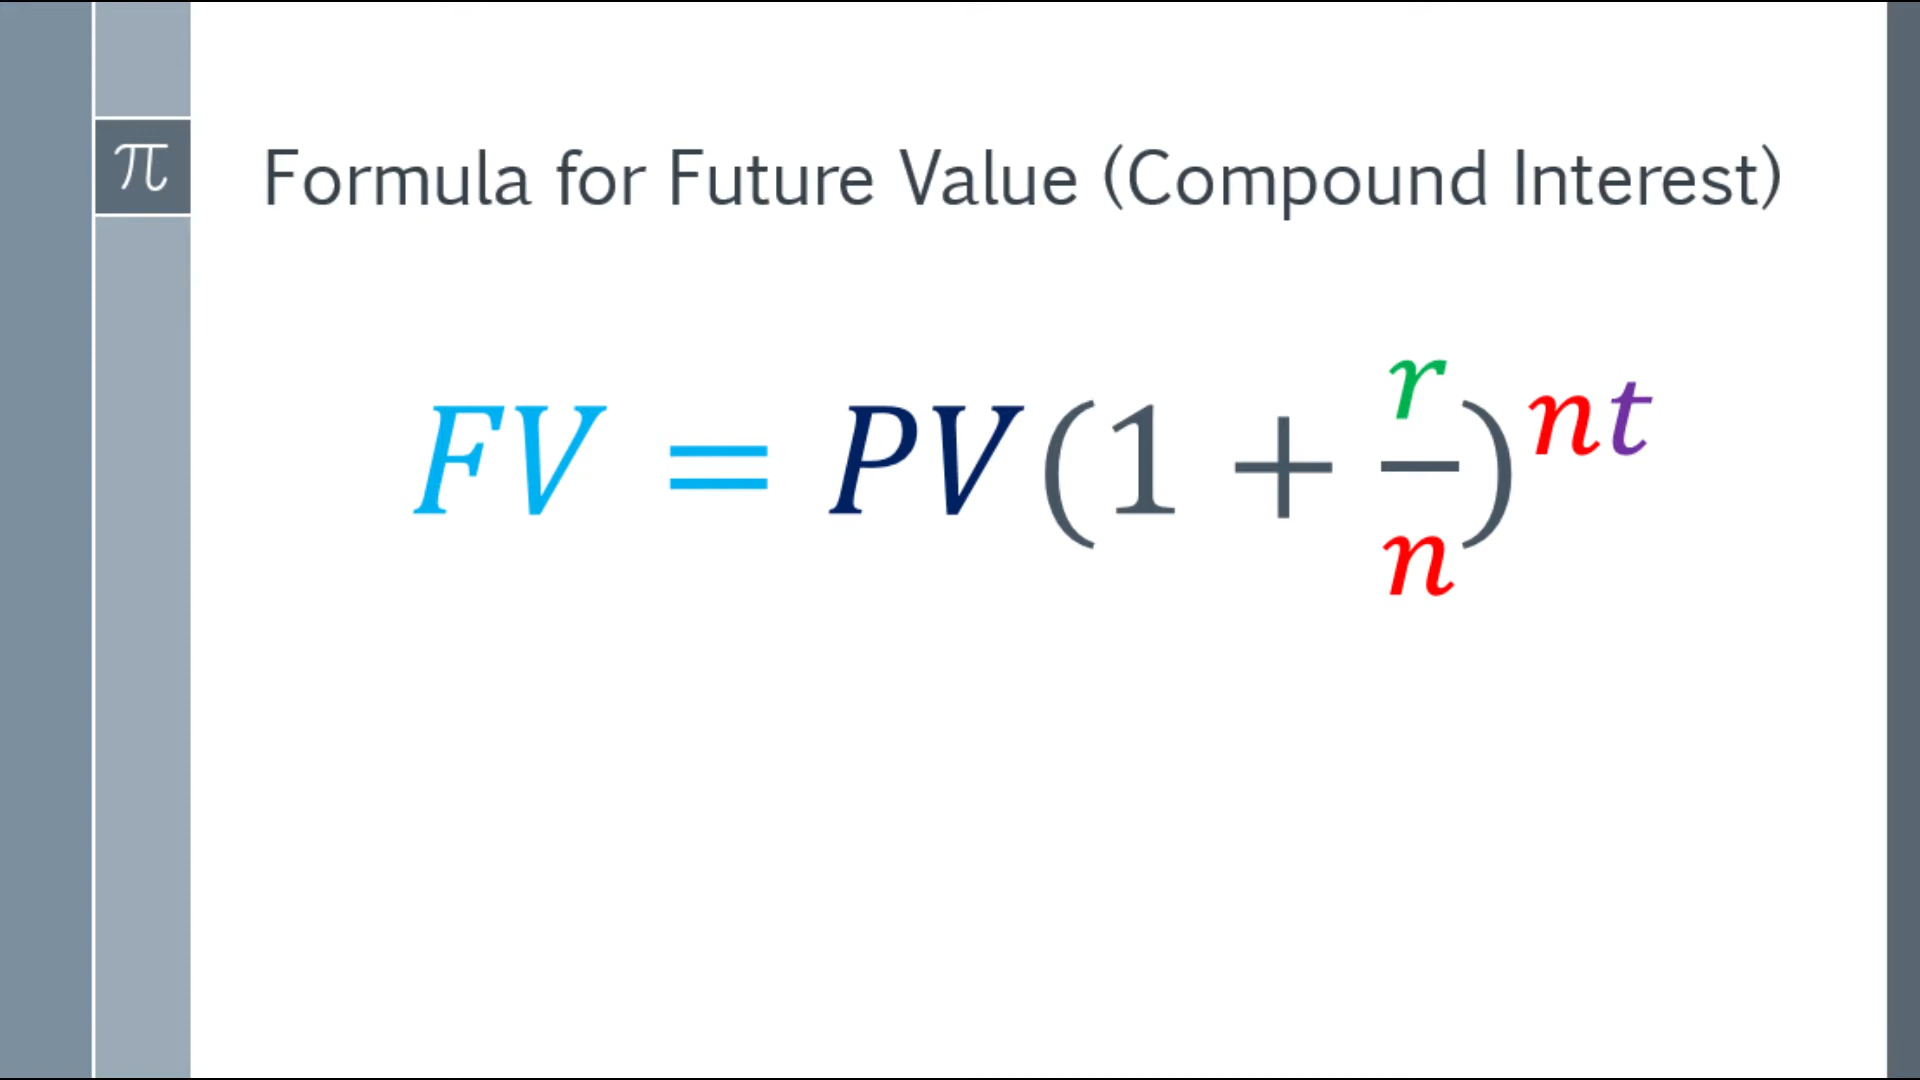 π
Formula for Future Value (Compound Interest)
FV = PV(1 + r/n)^nt